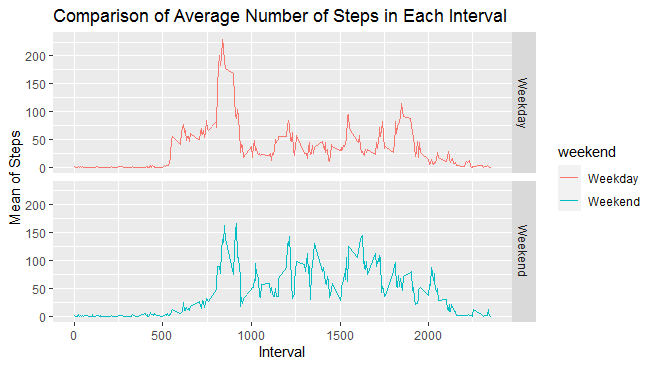 Comparison of Average Number of Steps in Each Interval
Mean of Steps
200
150
100
50
0
Weekday
200
150
100
50
0
Weekend
0
500
1000
1500
2000
Interval
weekend
Weekday
Weekend